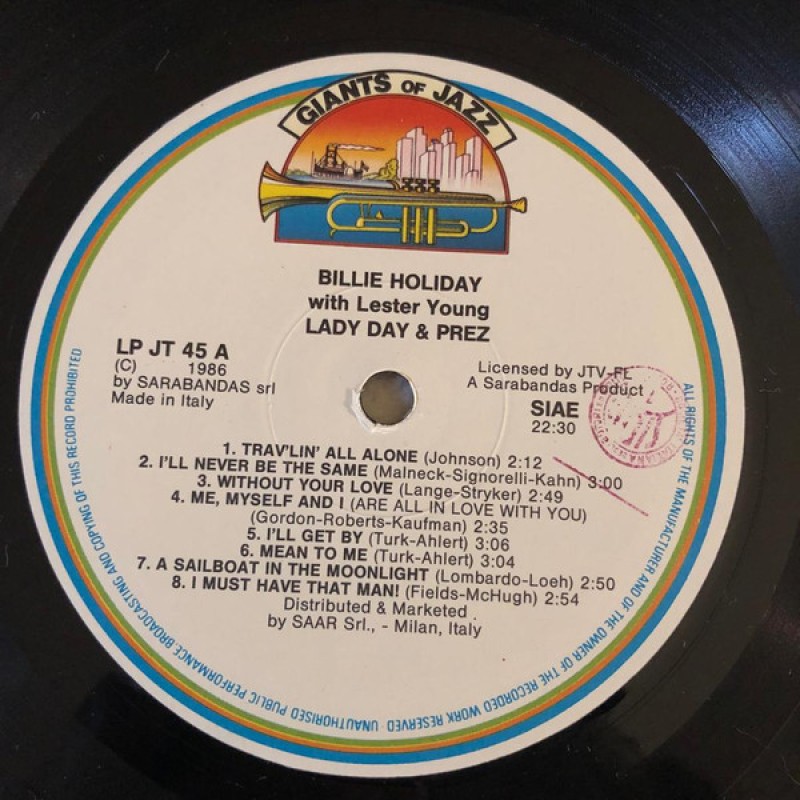 GIANTS OF JAZZ
BILLIE HOLIDAY
with Lester Young
LADY DAY & PREZ
LP JT 45 A
(C) 1986
by SARABANDAS srl
Made in Italy
Licensed by JTV-FL
A Sarabandas Product
SIAE
22:30
1. TRAV'LIN' ALL ALONE (Johnson) 2:12
2. I'LL NEVER BE THE SAME (Malneck-Signorelli-Kahn) 3:00
3. WITHOUT YOUR LOVE (Lange-Stryker) 2:49
4. ME, MYSELF AND I (ARE ALL IN LOVE WITH YOU)
(Gordon-Roberts-Kaufman) 2:35
5. I'LL GET BY (Turk-Ahlert) 3:06
6. MEAN TO ME (Turk-Ahlert) 3:04
7. A SAILBOAT IN THE MOONLIGHT (Lombardo-Loeh) 2:50
8. I MUST HAVE THAT MAN! (Fields-McHugh) 2:54
Distributed & Marketed
by SAAR Srl., - Milan, Italy
ALL RIGHTS OF THE MANUFACTURER AND OF THE OWNER OF THE RECORDED WORK RESERVED. UNAUTHORISED PUBLIC PERFORMANCE BROADCASTING AND COPYING OF THIS RECORD PROHIBITED